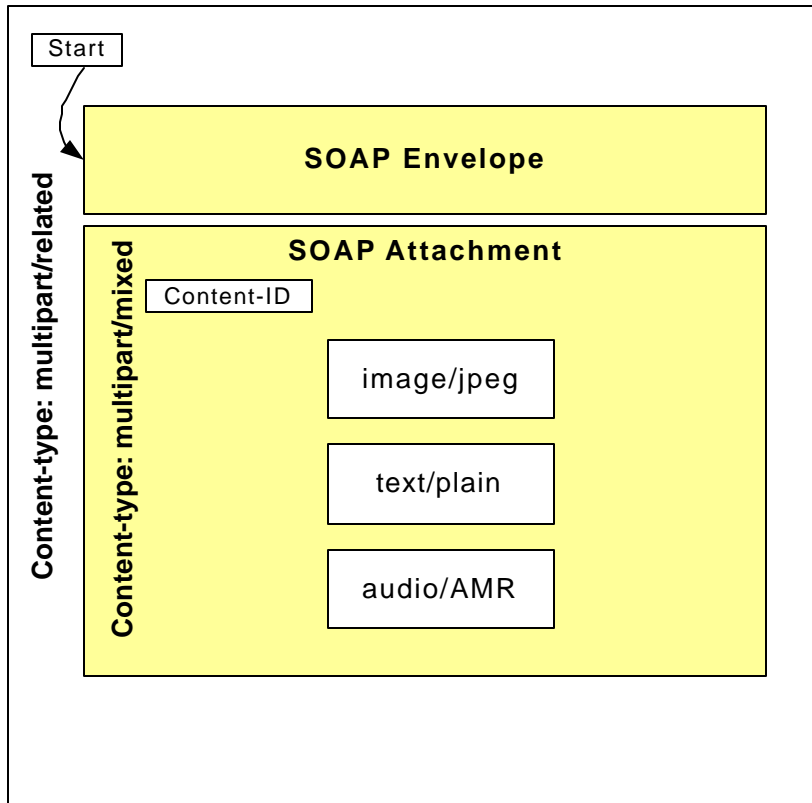 Start
SOAP Envelope
Content-type: multipart/related
SOAP Attachment
Content-type: multipart/mixed
Content-ID
image/jpeg
text/plain
audio/AMR